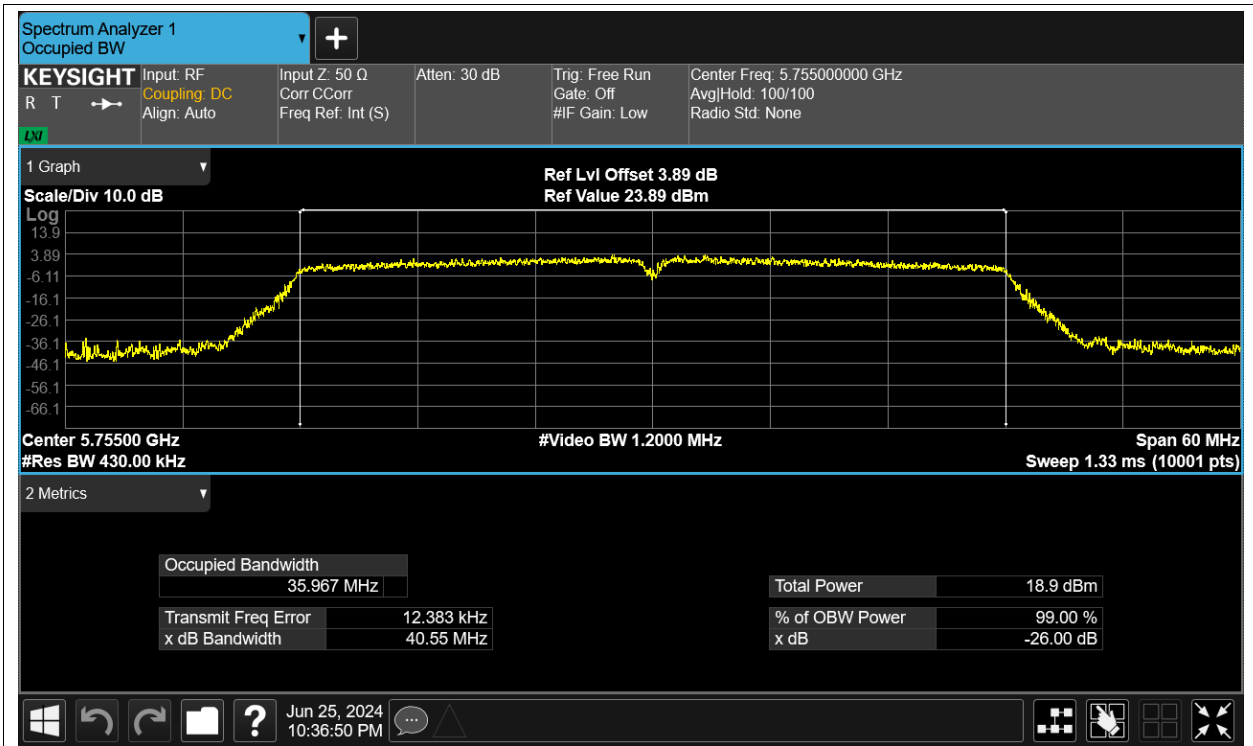 Spectrum Analyzer 1
Occupied BW
KEYSIGHT
R T
LXI
Input: RF
Coupling: DC
Align: Auto
Input Z: 50 Ω
Corr CCorr
Freq Ref: Int (S)
Atten: 30 dB
Trig: Free Run
Gate: Off
#IF Gain: Low
Center Freq: 5.755000000 GHz
Avg|Hold: 100/100
Radio Std: None
1 Graph
Scale/Div 10.0 dB
Ref Lvl Offset 3.89 dB
Ref Value 23.89 dBm
Log
13.9
3.89
-6.11
-16.1
-26.1
-36.1
-46.1
-56.1
-66.1
Center 5.75500 GHz
#Video BW 1.2000 MHz
Span 60 MHz
#Res BW 430.00 kHz
Sweep 1.33 ms (10001 pts)
2 Metrics
Occupied Bandwidth
35.967 MHz
Total Power 18.9 dBm
Transmit Freq Error 12.383 kHz
% of OBW Power 99.00 %
x dB Bandwidth 40.55 MHz
x dB -26.00 dB
?
Jun 25, 2024
10:36:50 PM